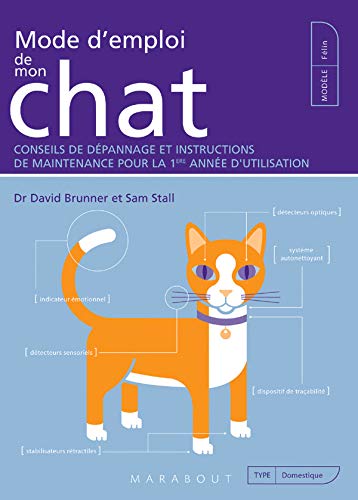 Mode d'emploi
de
mon
chat
MODÈLE
Félin
CONSEILS DE DÉPANNAGE ET INSTRUCTIONS
DE MAINTENANCE POUR LA 1ERE ANNÉE D'UTILISATION
Dr David Brunner et Sam Stall
[ détecteurs optiques ]
[ système autonettoyant ]
[ indicateur émotionnel ]
[ détecteurs sensoriels ]
[ dispositif de traçabilité ]
[ stabilisateurs rétractiles ]
MARABOUT
TYPE
Domestique